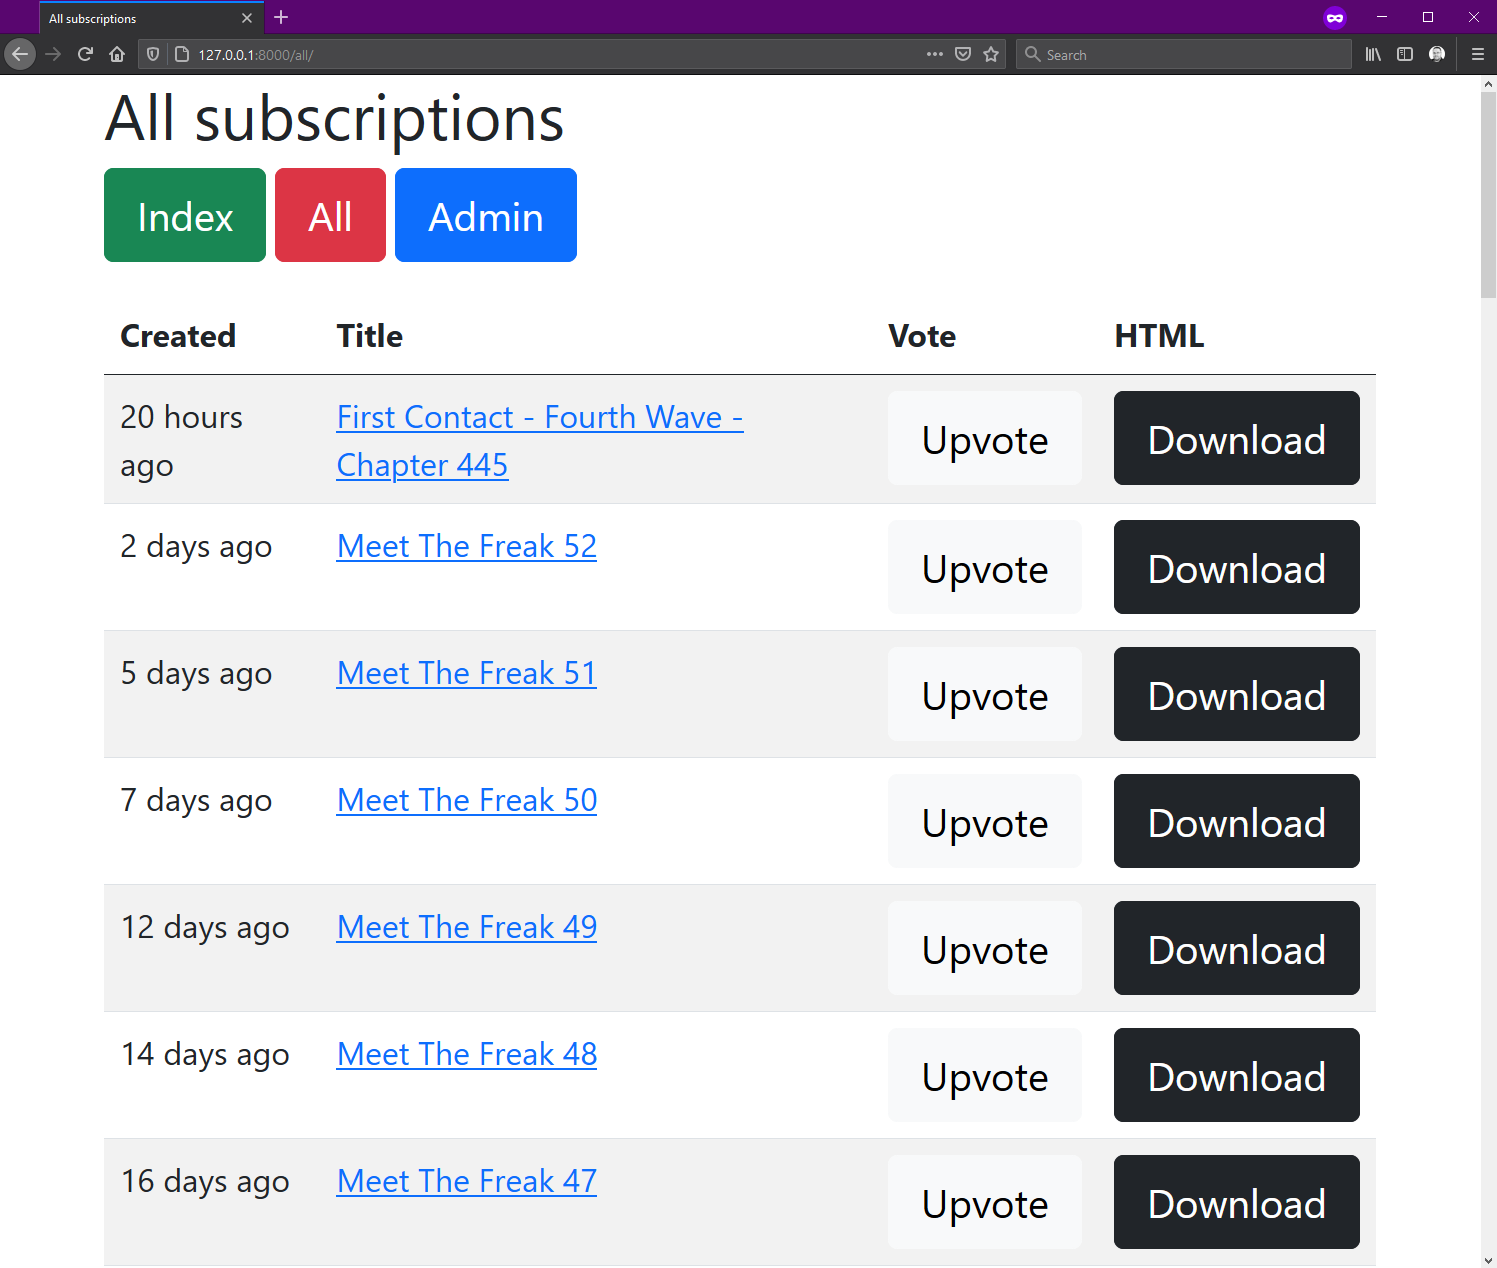 All subscriptions
127.0.0.1:8000/all/
Search
All subscriptions
Index All Admin
Created Title Vote HTML
20 hours ago First Contact - Fourth Wave - Chapter 445 Upvote Download
2 days ago Meet The Freak 52 Upvote Download
5 days ago Meet The Freak 51 Upvote Download
7 days ago Meet The Freak 50 Upvote Download
12 days ago Meet The Freak 49 Upvote Download
14 days ago Meet The Freak 48 Upvote Download
16 days ago Meet The Freak 47 Upvote Download